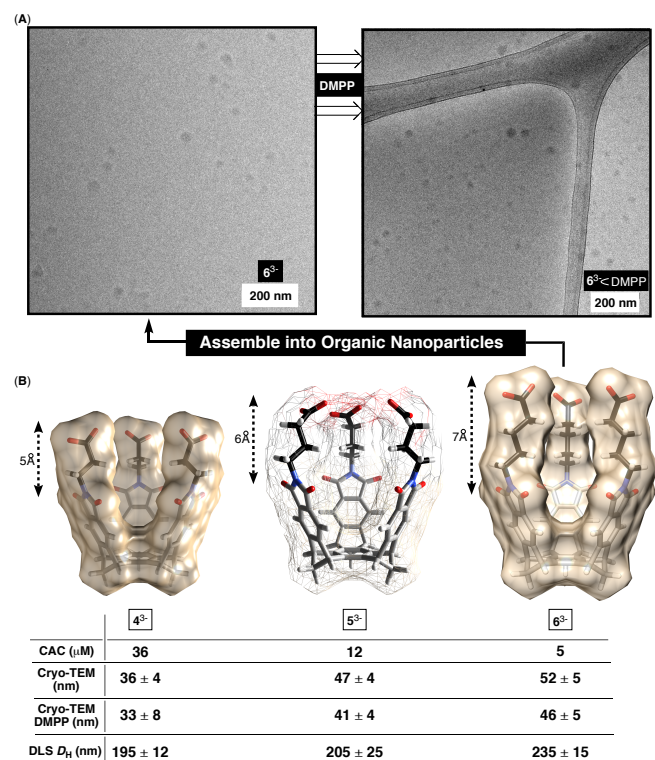 (A)
DMPP
6³⁻
200 nm
6³⁻<DMPP
200 nm
Assemble into Organic Nanoparticles
(B)
5Å
6Å
7Å
4³⁻ 5³⁻ 6³⁻
CAC (μM) 36 12 5
Cryo-TEM (nm) 36 ± 4 47 ± 4 52 ± 5
Cryo-TEM DMPP (nm) 33 ± 8 41 ± 4 46 ± 5
DLS D_H (nm) 195 ± 12 205 ± 25 235 ± 15